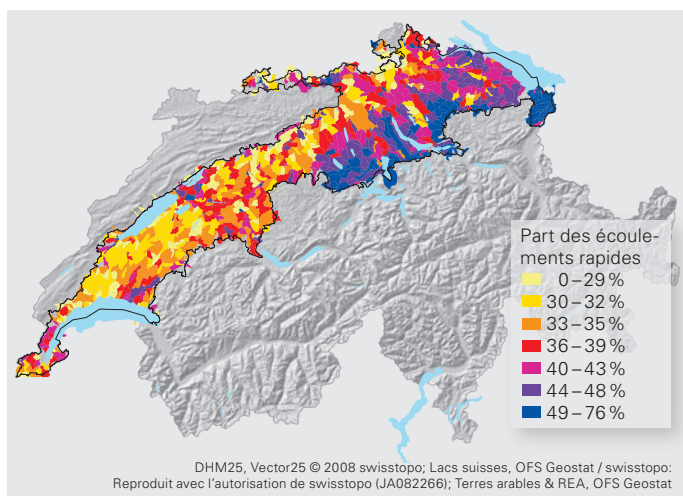 Part des écoule-
ments rapides
0–29%
30–32%
33–35%
36–39%
40–43%
44–48%
49–76%
DHM25, Vector25 © 2008 swisstopo; Lacs suisses, OFS Geostat / swisstopo:
Reproduit avec l'autorisation de swisstopo (JA082266); Terres arables & REA, OFS Geostat